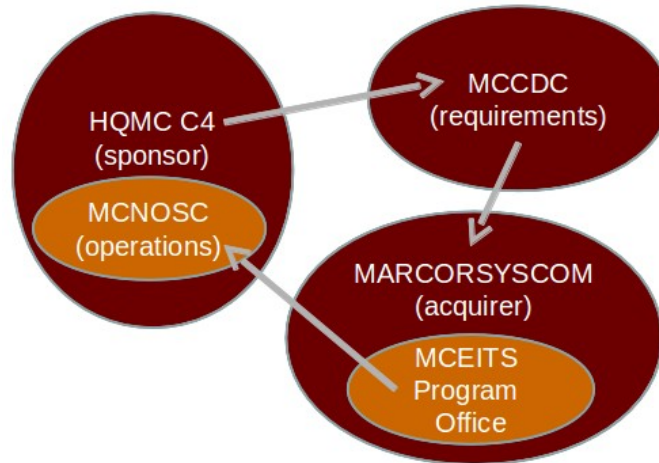 HQMC C4
(sponsor)
MCNOSC
(operations)
MCCDC
(requirements)
MARCORSYSCOM
(acquirer)
MCEITS
Program
Office